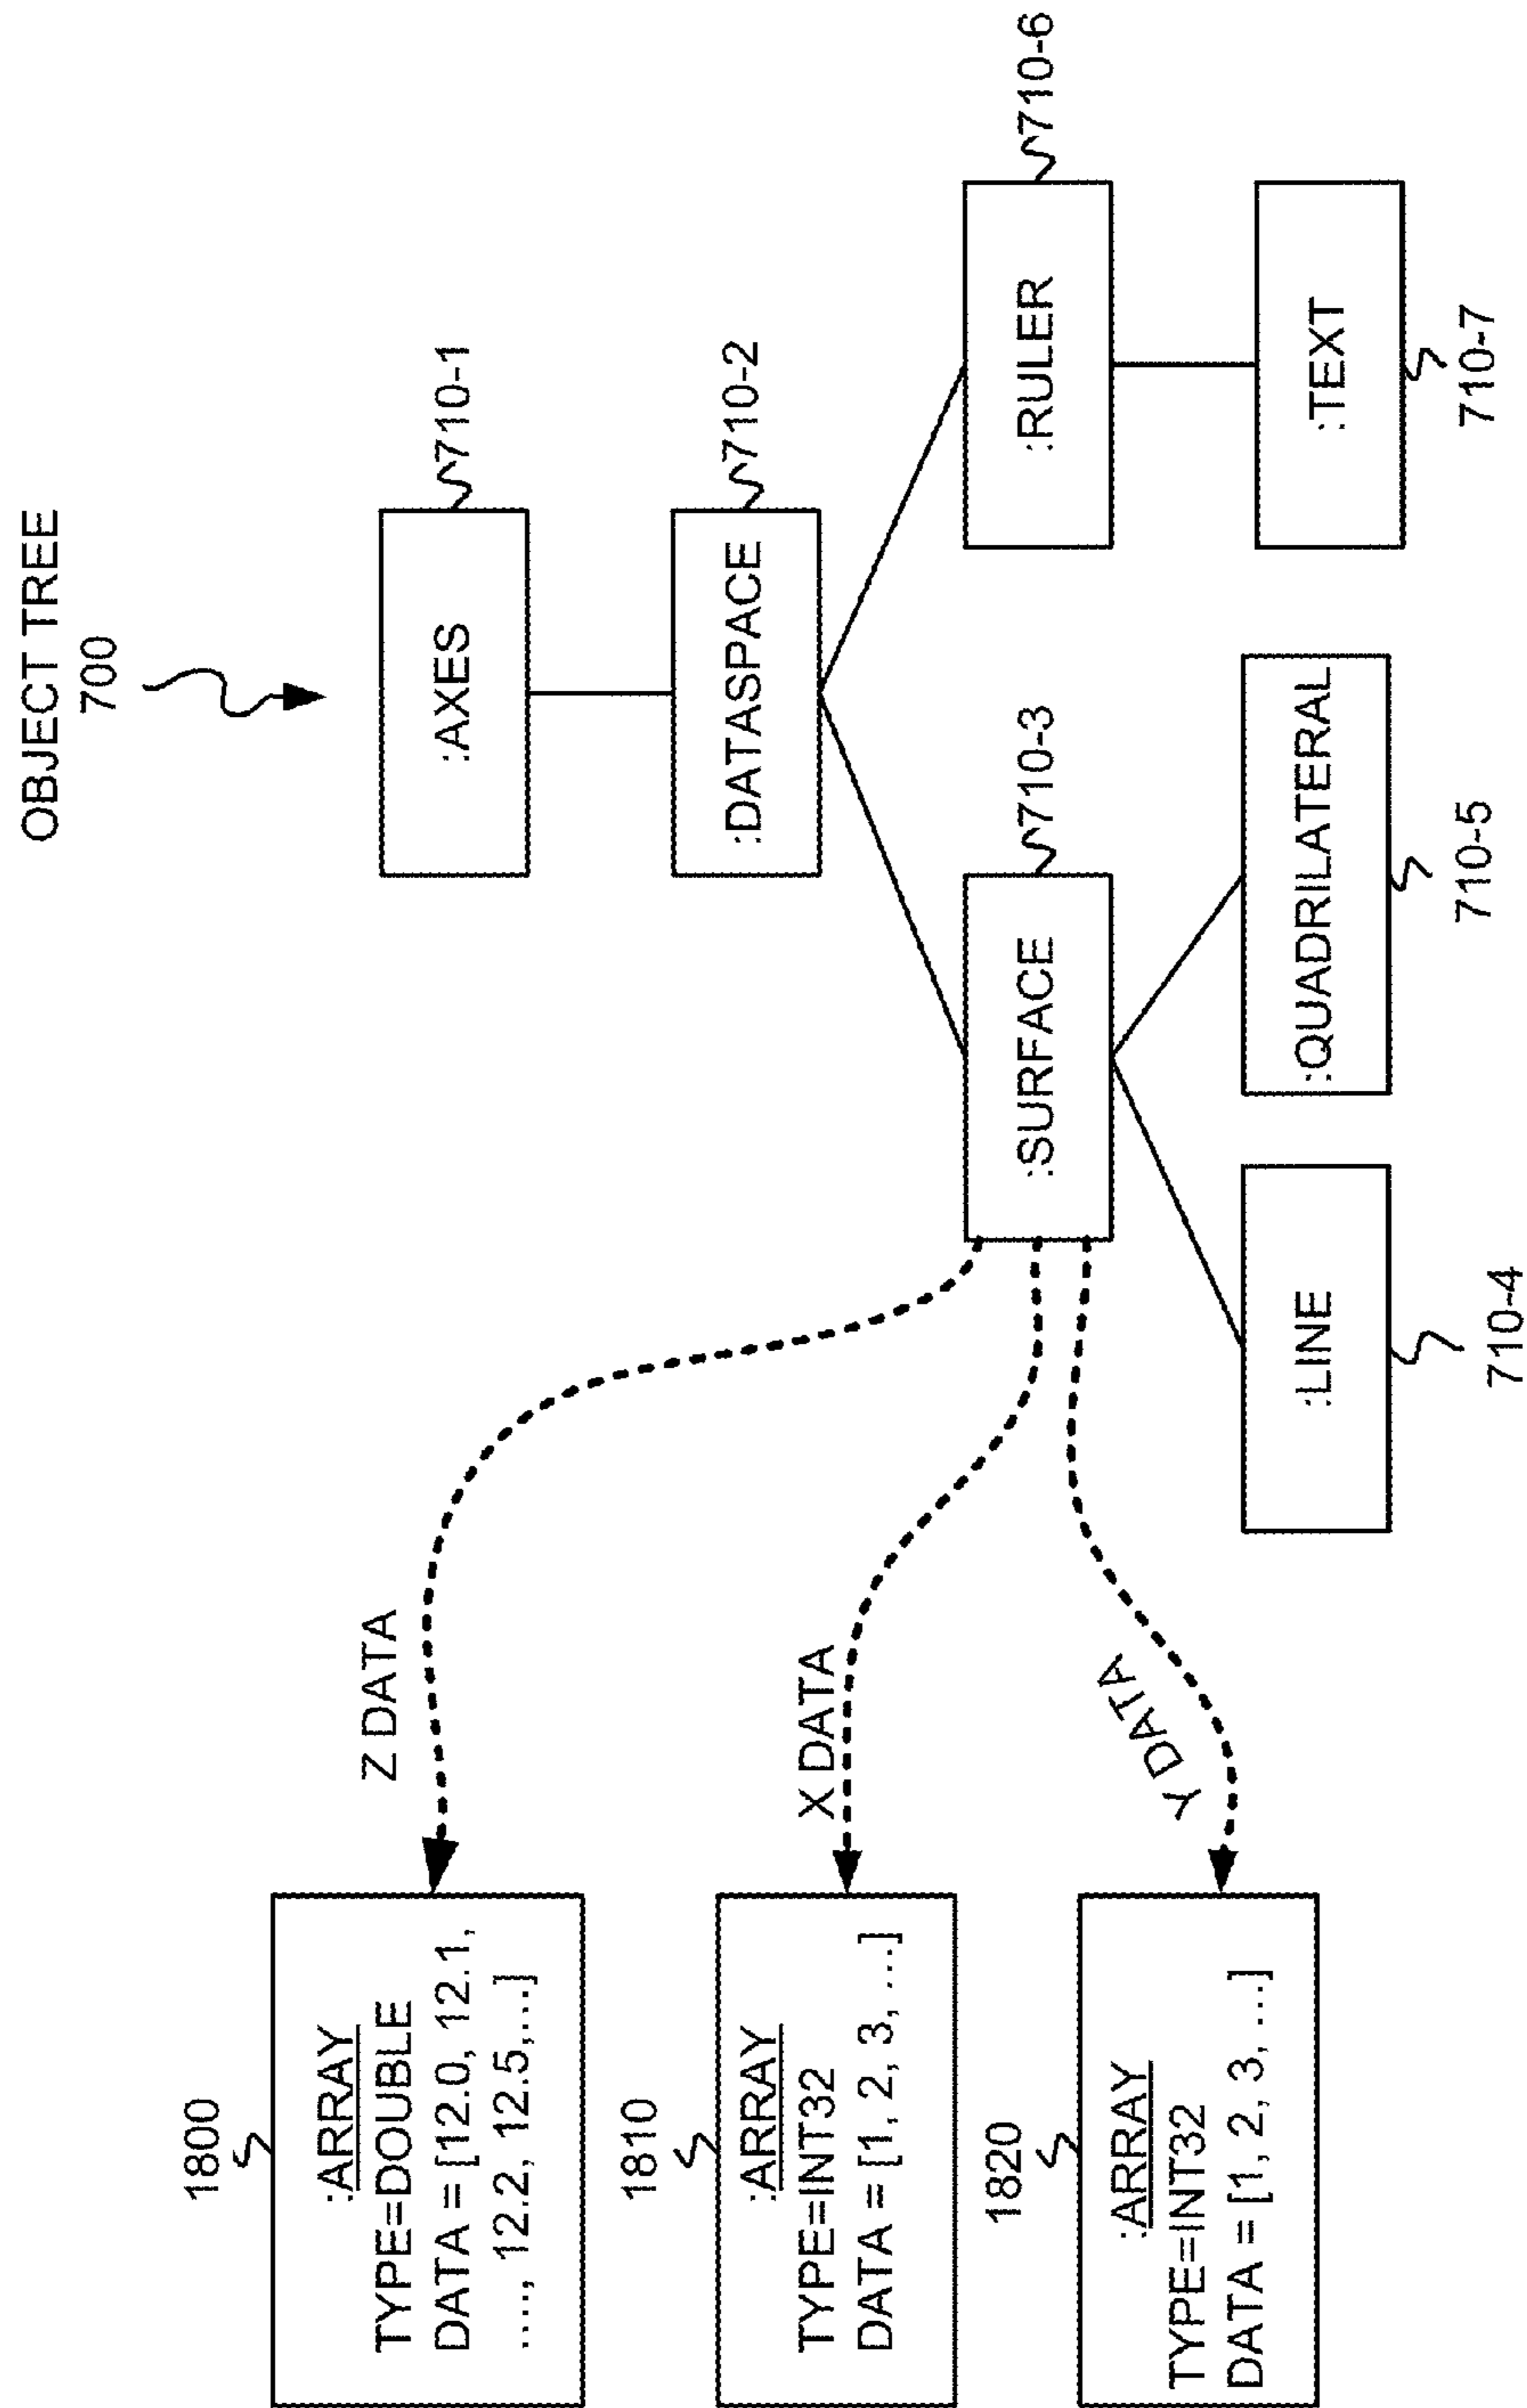 OBJECT TREE
700
:AXES
710-1
:DATASPACE
710-2
:SURFACE
710-3
:RULER
710-6
:LINE
710-4
:QUADRILATERAL
710-5
:TEXT
710-7
Z DATA
X DATA
Y DATA
1800
:ARRAY
TYPE=DOUBLE
DATA = [12.0, 12.1,
...., 12.2, 12.5,...]
1810
:ARRAY
TYPE=INT32
DATA = [1, 2, 3, ...]
1820
:ARRAY
TYPE=INT32
DATA = [1, 2, 3, ...]